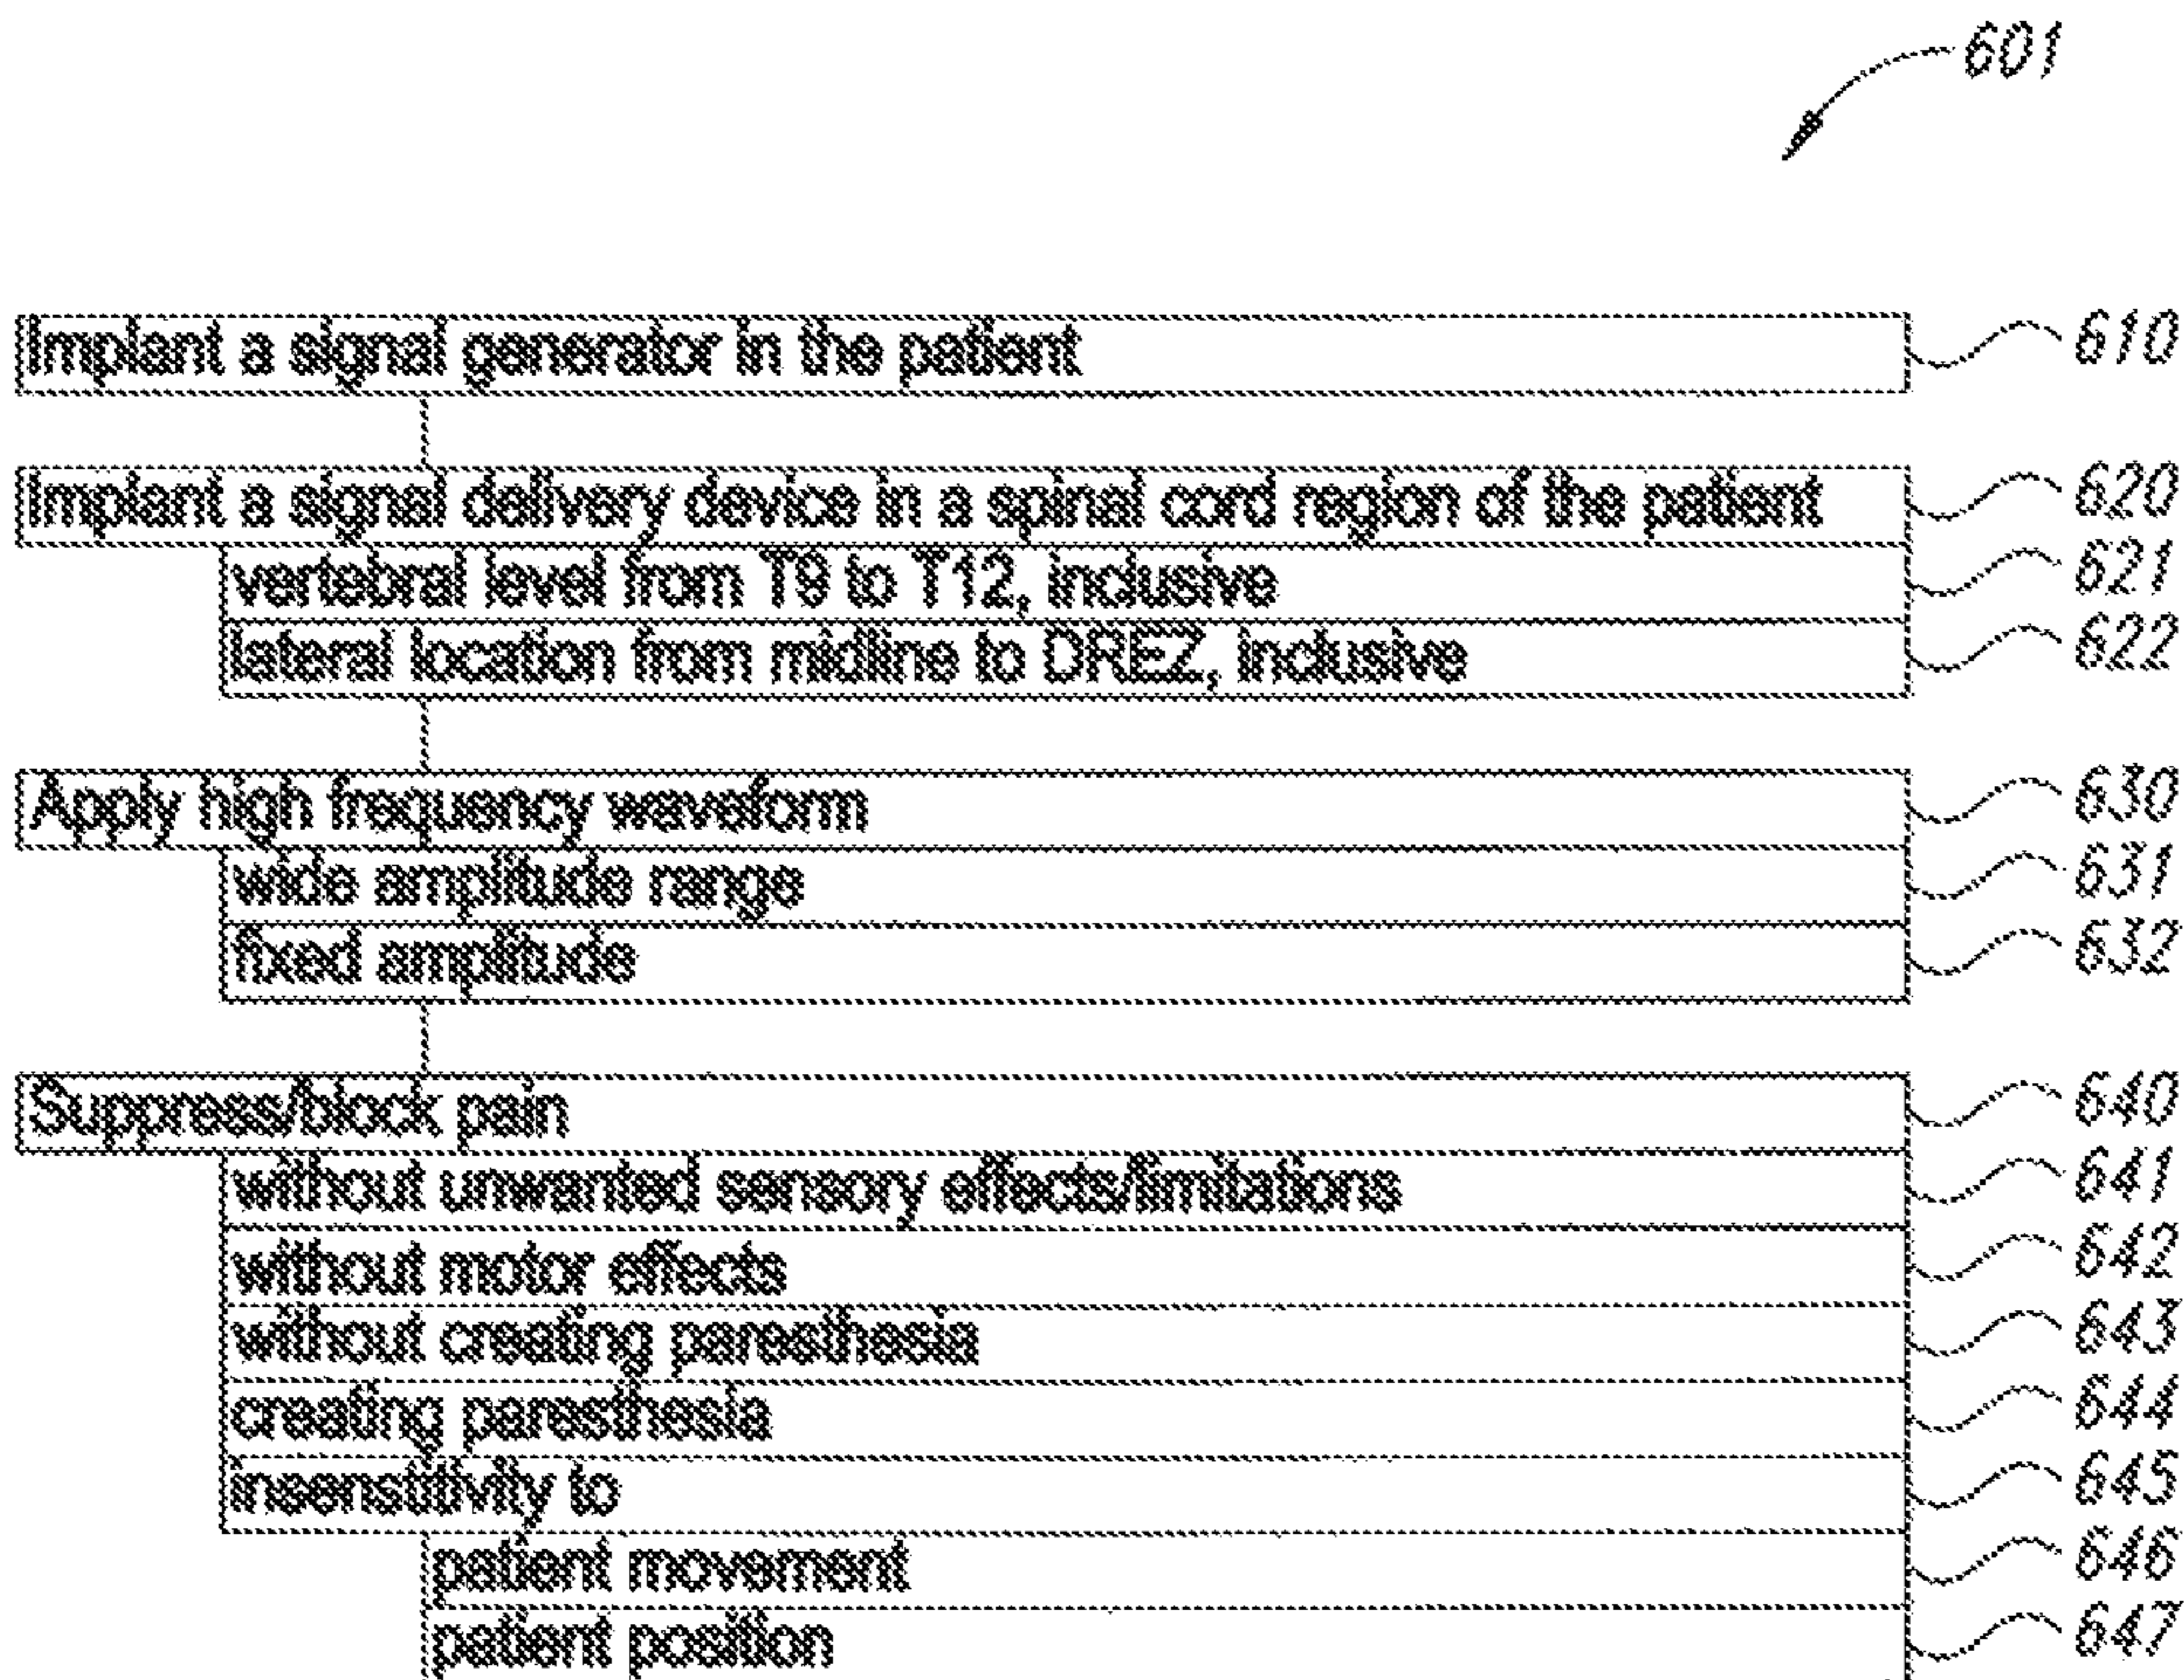 601
Implant a signal generator in the patient 610
Implant a signal delivery device in a spinal cord region of the patient 620
vertebral level from T9 to T12, inclusive 621
lateral location from midline to DREZ, inclusive 622
Apply high frequency waveform 630
wide amplitude range 631
fixed amplitude 632
Suppress/block pain 640
without unwanted sensory effects/limitations 641
without motor effects 642
without creating paresthesia 643
creating paresthesia 644
insensitivity to 645
patient movement 646
patient position 647